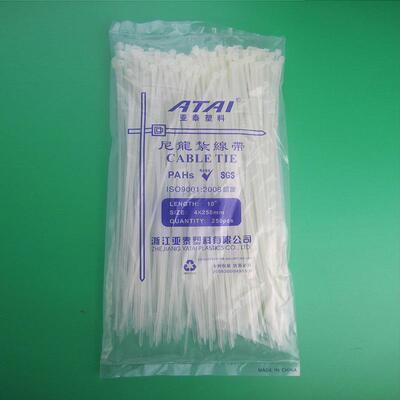 ATAI®
亚泰塑料
尼龍紮線帶
CABLE TIE
PAHs SGS
LENGTH: 10"
SIZE: 4X250mm
QUANTITY: 250pcs
浙江亚泰塑料有限公司
ZHEJIANG YATAI PLASTICS CO., LTD
MADE IN CHINA